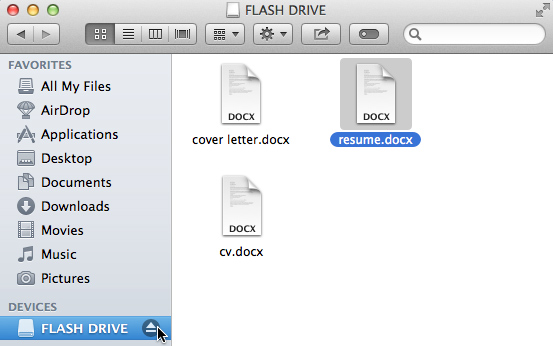 FLASH DRIVE
FAVORITES
All My Files
AirDrop
Applications
Desktop
Documents
Downloads
Movies
Music
Pictures
DEVICES
FLASH DRIVE
DOCX
DOCX
cover letter.docx
resume.docx
DOCX
cv.docx